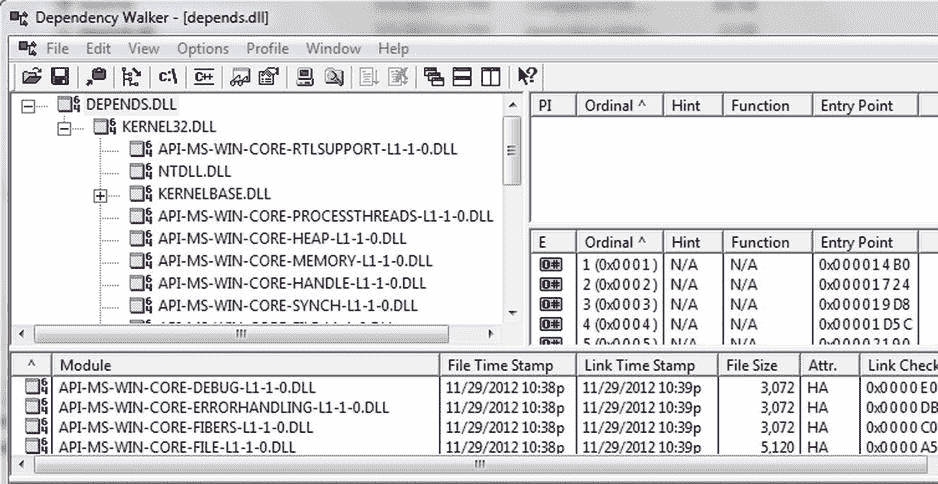 Dependency Walker - [depends.dll]
File Edit View Options Profile Window Help
c:\ C++
DEPENDS.DLL
KERNEL32.DLL
API-MS-WIN-CORE-RTLSUPPORT-L1-1-0.DLL
NTDLL.DLL
KERNELBASE.DLL
API-MS-WIN-CORE-PROCESSTHREADS-L1-1-0.DLL
API-MS-WIN-CORE-HEAP-L1-1-0.DLL
API-MS-WIN-CORE-MEMORY-L1-1-0.DLL
API-MS-WIN-CORE-HANDLE-L1-1-0.DLL
API-MS-WIN-CORE-SYNCH-L1-1-0.DLL
PI Ordinal ^ Hint Function Entry Point
E Ordinal ^ Hint Function Entry Point
O# 1 (0x0001) N/A N/A 0x000014B0
O# 2 (0x0002) N/A N/A 0x00001724
O# 3 (0x0003) N/A N/A 0x000019D8
O# 4 (0x0004) N/A N/A 0x00001D5C
O# 5 (0x0005) N/A N/A 0x00002190
^ Module File Time Stamp Link Time Stamp File Size Attr. Link Check
API-MS-WIN-CORE-DEBUG-L1-1-0.DLL 11/29/2012 10:38p 11/29/2012 10:39p 3,072 HA 0x0000E0
API-MS-WIN-CORE-ERRORHANDLING-L1-1-0.DLL 11/29/2012 10:38p 11/29/2012 10:39p 3,072 HA 0x0000DB
API-MS-WIN-CORE-FIBERS-L1-1-0.DLL 11/29/2012 10:38p 11/29/2012 10:39p 3,072 HA 0x0000C0
API-MS-WIN-CORE-FILE-L1-1-0.DLL 11/29/2012 10:38p 11/29/2012 10:39p 5,120 HA 0x0000A5